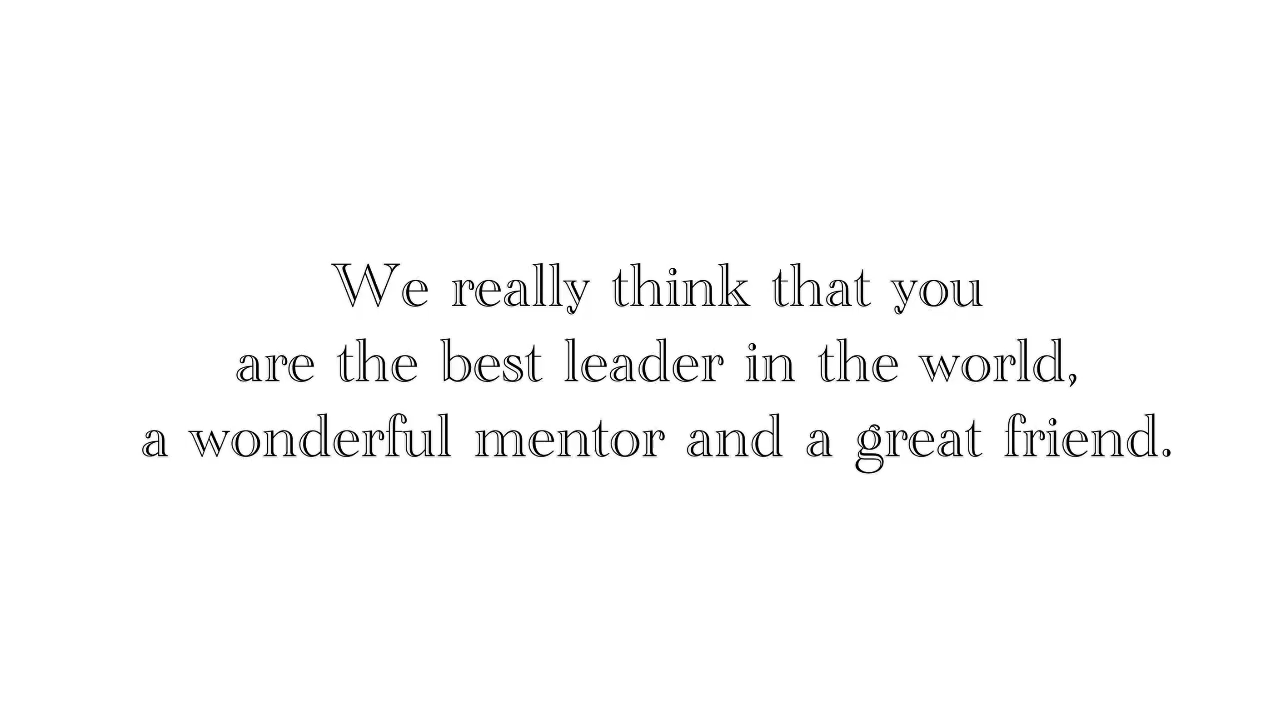 We really think that you
are the best leader in the world,
a wonderful mentor and a great friend.